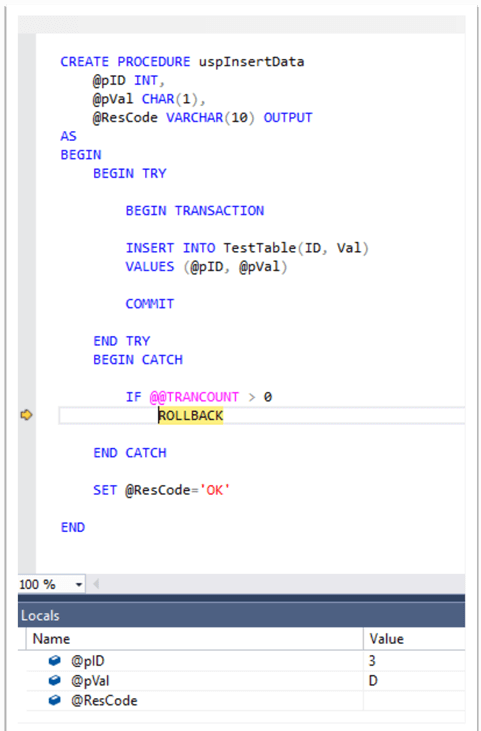 CREATE PROCEDURE uspInsertData
@pID INT,
@pVal CHAR(1),
@ResCode VARCHAR(10) OUTPUT
AS
BEGIN
BEGIN TRY
BEGIN TRANSACTION
INSERT INTO TestTable(ID, Val)
VALUES (@pID, @pVal)
COMMIT
END TRY
BEGIN CATCH
IF @@TRANCOUNT > 0
ROLLBACK
END CATCH
SET @ResCode='OK'
END
100 %
Locals
Name Value
@pID 3
@pVal D
@ResCode